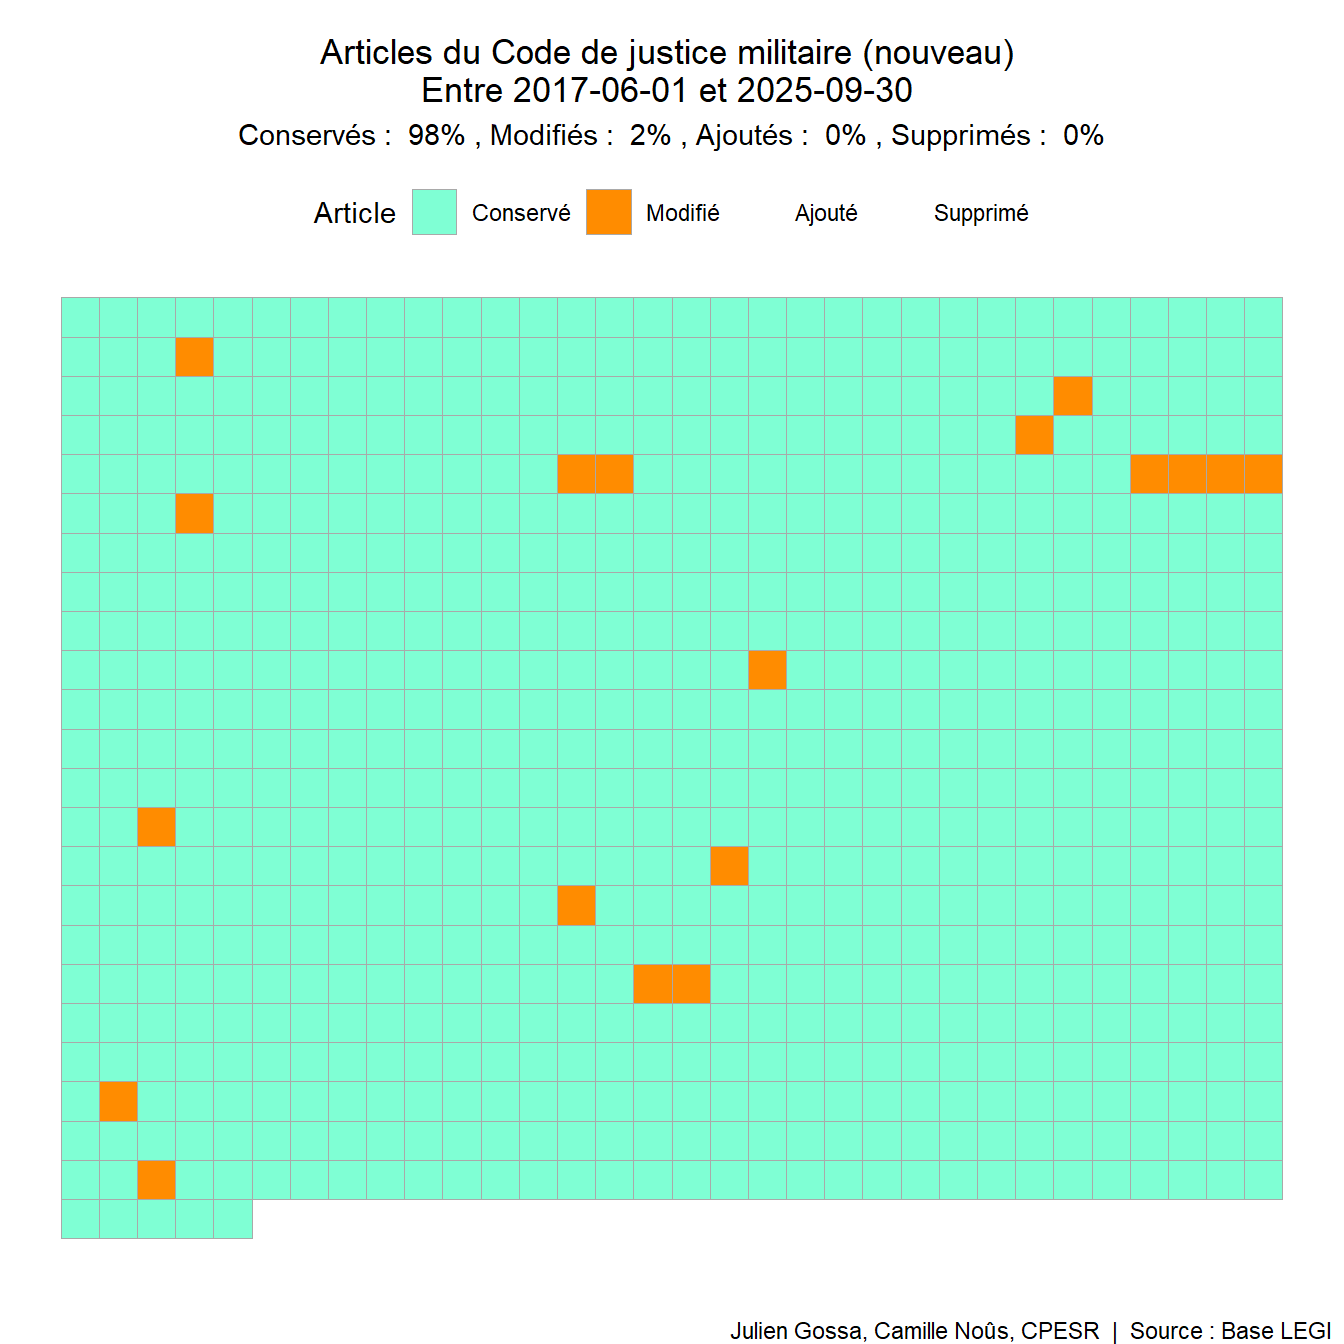 Articles du Code de justice militaire (nouveau)
Entre 2017-06-01 et 2025-09-30
Conservés :  98% , Modifiés :  2% , Ajoutés :  0% , Supprimés :  0%
Article Conservé Modifié Ajouté Supprimé
Julien Gossa, Camille Noûs, CPESR  |  Source : Base LEGI